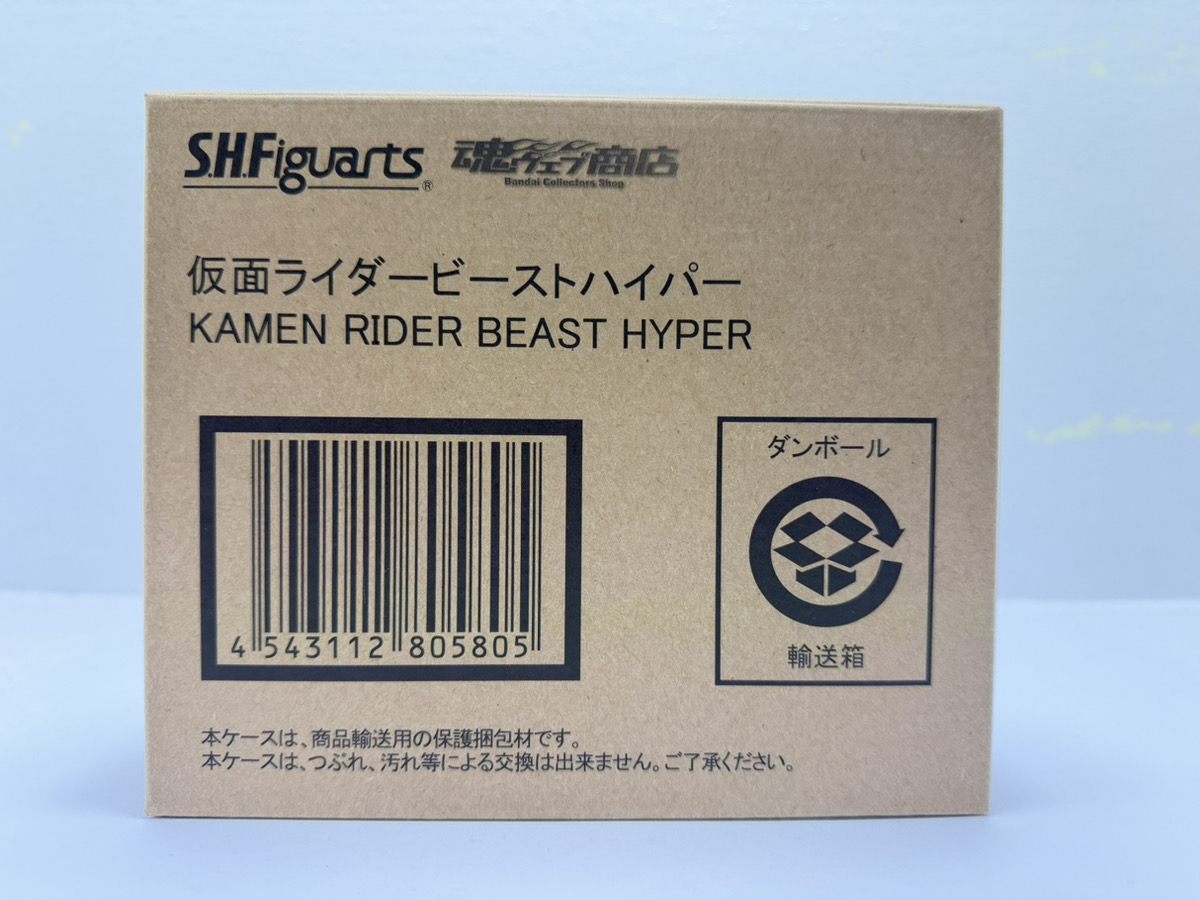 S.H.Figuarts®
魂ウェブ商店
Bandai Collectors Shop
仮面ライダービーストハイパー
KAMEN RIDER BEAST HYPER
4 543112 805805
ダンボール
輸送箱
本ケースは、商品輸送用の保護梱包材です。
本ケースは、つぶれ、汚れ等による交換は出来ません。ご了承ください。